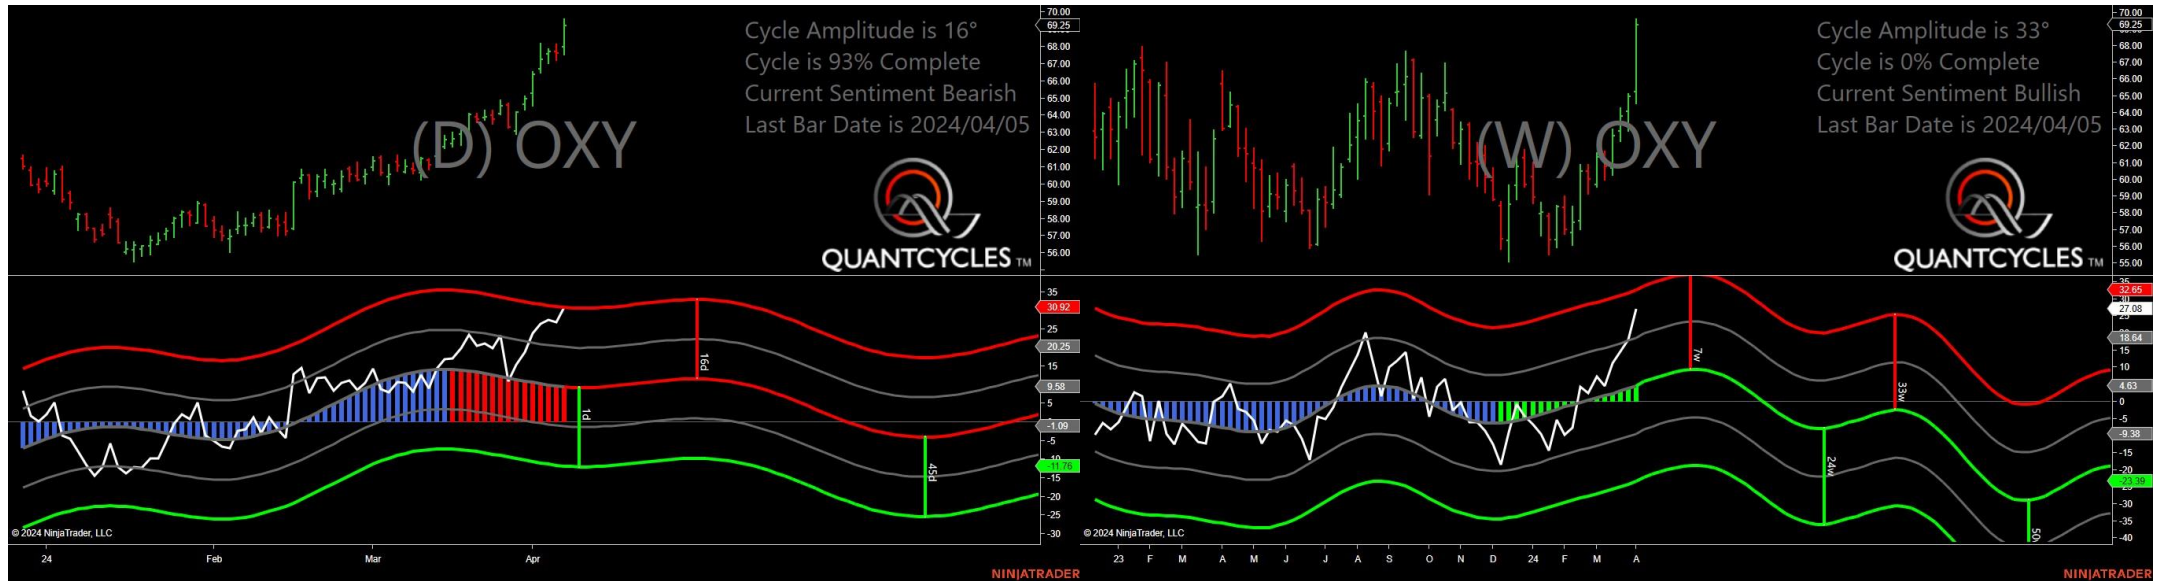 Cycle Amplitude is 16°
Cycle is 93% Complete
Current Sentiment Bearish
Last Bar Date is 2024/04/05
(D) OXY
QUANTCYCLES TM
70.00
69.25
68.00
67.00
66.00
65.00
64.00
63.00
62.00
61.00
60.00
59.00
58.00
57.00
56.00
35
30.92
25
20.25
15
9.58
5
-1.09
-5
-11.76
-15
-20
-25
-30
16d
1d
45d
© 2024 NinjaTrader, LLC
24 Feb Mar Apr
NINJATRADER
Cycle Amplitude is 33°
Cycle is 0% Complete
Current Sentiment Bullish
Last Bar Date is 2024/04/05
(W) OXY
QUANTCYCLES TM
70.00
69.25
68.00
67.00
66.00
65.00
64.00
63.00
62.00
61.00
60.00
59.00
58.00
57.00
56.00
55.00
32.65
27.08
18.64
15
10
4.63
0
-5
-9.38
-15
-20
-23.39
-30
-35
-40
7w
33w
24w
© 2024 NinjaTrader, LLC
23 F M A M J J A S O N D 24 F M A
NINJATRADER